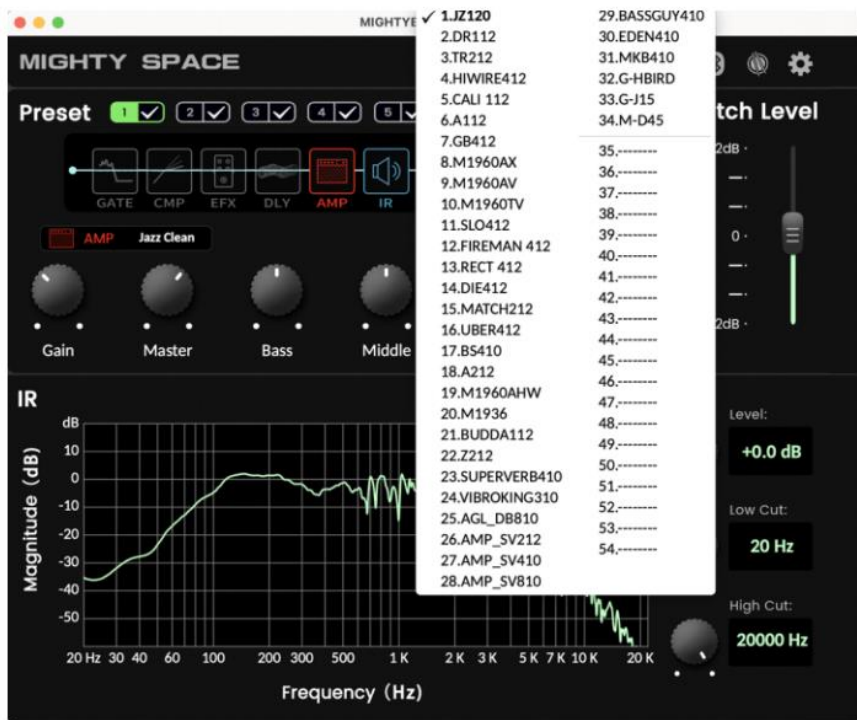 MIGHTYE
MIGHTY SPACE
Preset 1 2 3 4 5
tch Level
GATE CMP EFX DLY AMP IR
AMP Jazz Clean
Gain Master Bass Middle
2dB
0
2dB
✓ 1.JZ120
2.DR112
3.TR212
4.HIWIRE412
5.CALI 112
6.A112
7.GB412
8.M1960AX
9.M1960AV
10.M1960TV
11.SLO412
12.FIREMAN 412
13.RECT 412
14.DIE412
15.MATCH212
16.UBER412
17.BS410
18.A212
19.M1960AHW
20.M1936
21.BUDDA112
22.Z212
23.SUPERVERB410
24.VIBROKING310
25.AGL_DB810
26.AMP_SV212
27.AMP_SV410
28.AMP_SV810
29.BASSGUY410
30.EDEN410
31.MKB410
32.G-HBIRD
33.G-J15
34.M-D45
35.--------
36.--------
37.--------
38.--------
39.--------
40.--------
41.--------
42.--------
43.--------
44.--------
45.--------
46.--------
47.--------
48.--------
49.--------
50.--------
51.--------
52.--------
53.--------
54.--------
IR
Magnitude (dB)
dB
10
0
-10
-20
-30
-40
-50
20 Hz 30 40 60 100 200 300 500 1 K 2 K 3 K 5 K 7 K 10 K 20 K
Frequency (Hz)
Level:
+0.0 dB
Low Cut:
20 Hz
High Cut:
20000 Hz